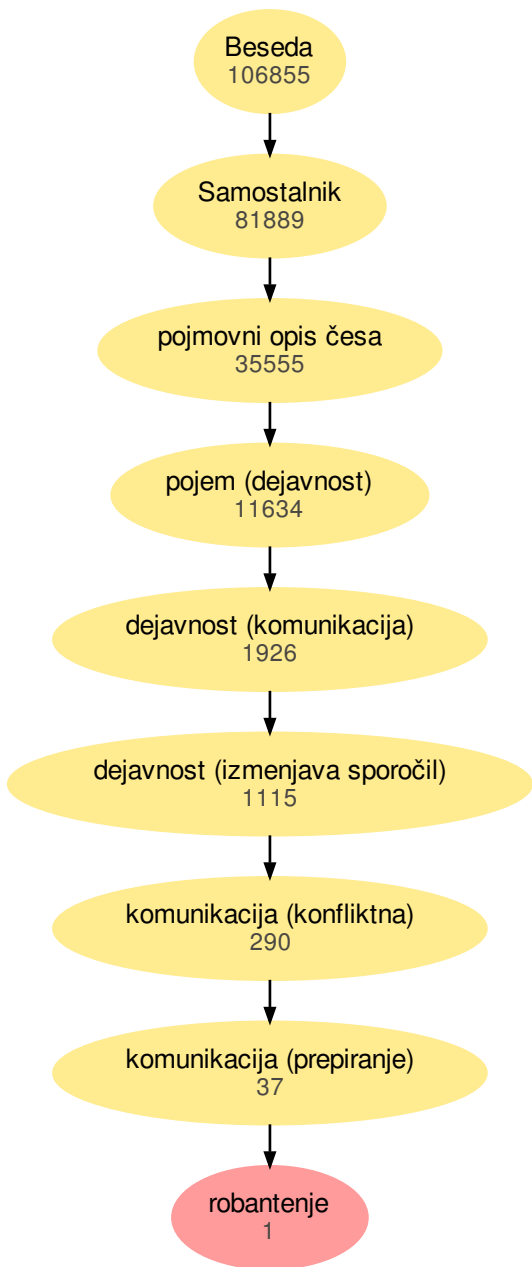 Beseda
106855
Samostalnik
81889
pojmovni opis česa
35555
pojem (dejavnost)
11634
dejavnost (komunikacija)
1926
dejavnost (izmenjava sporočil)
1115
komunikacija (konfliktna)
290
komunikacija (prepiranje)
37
robantenje
1